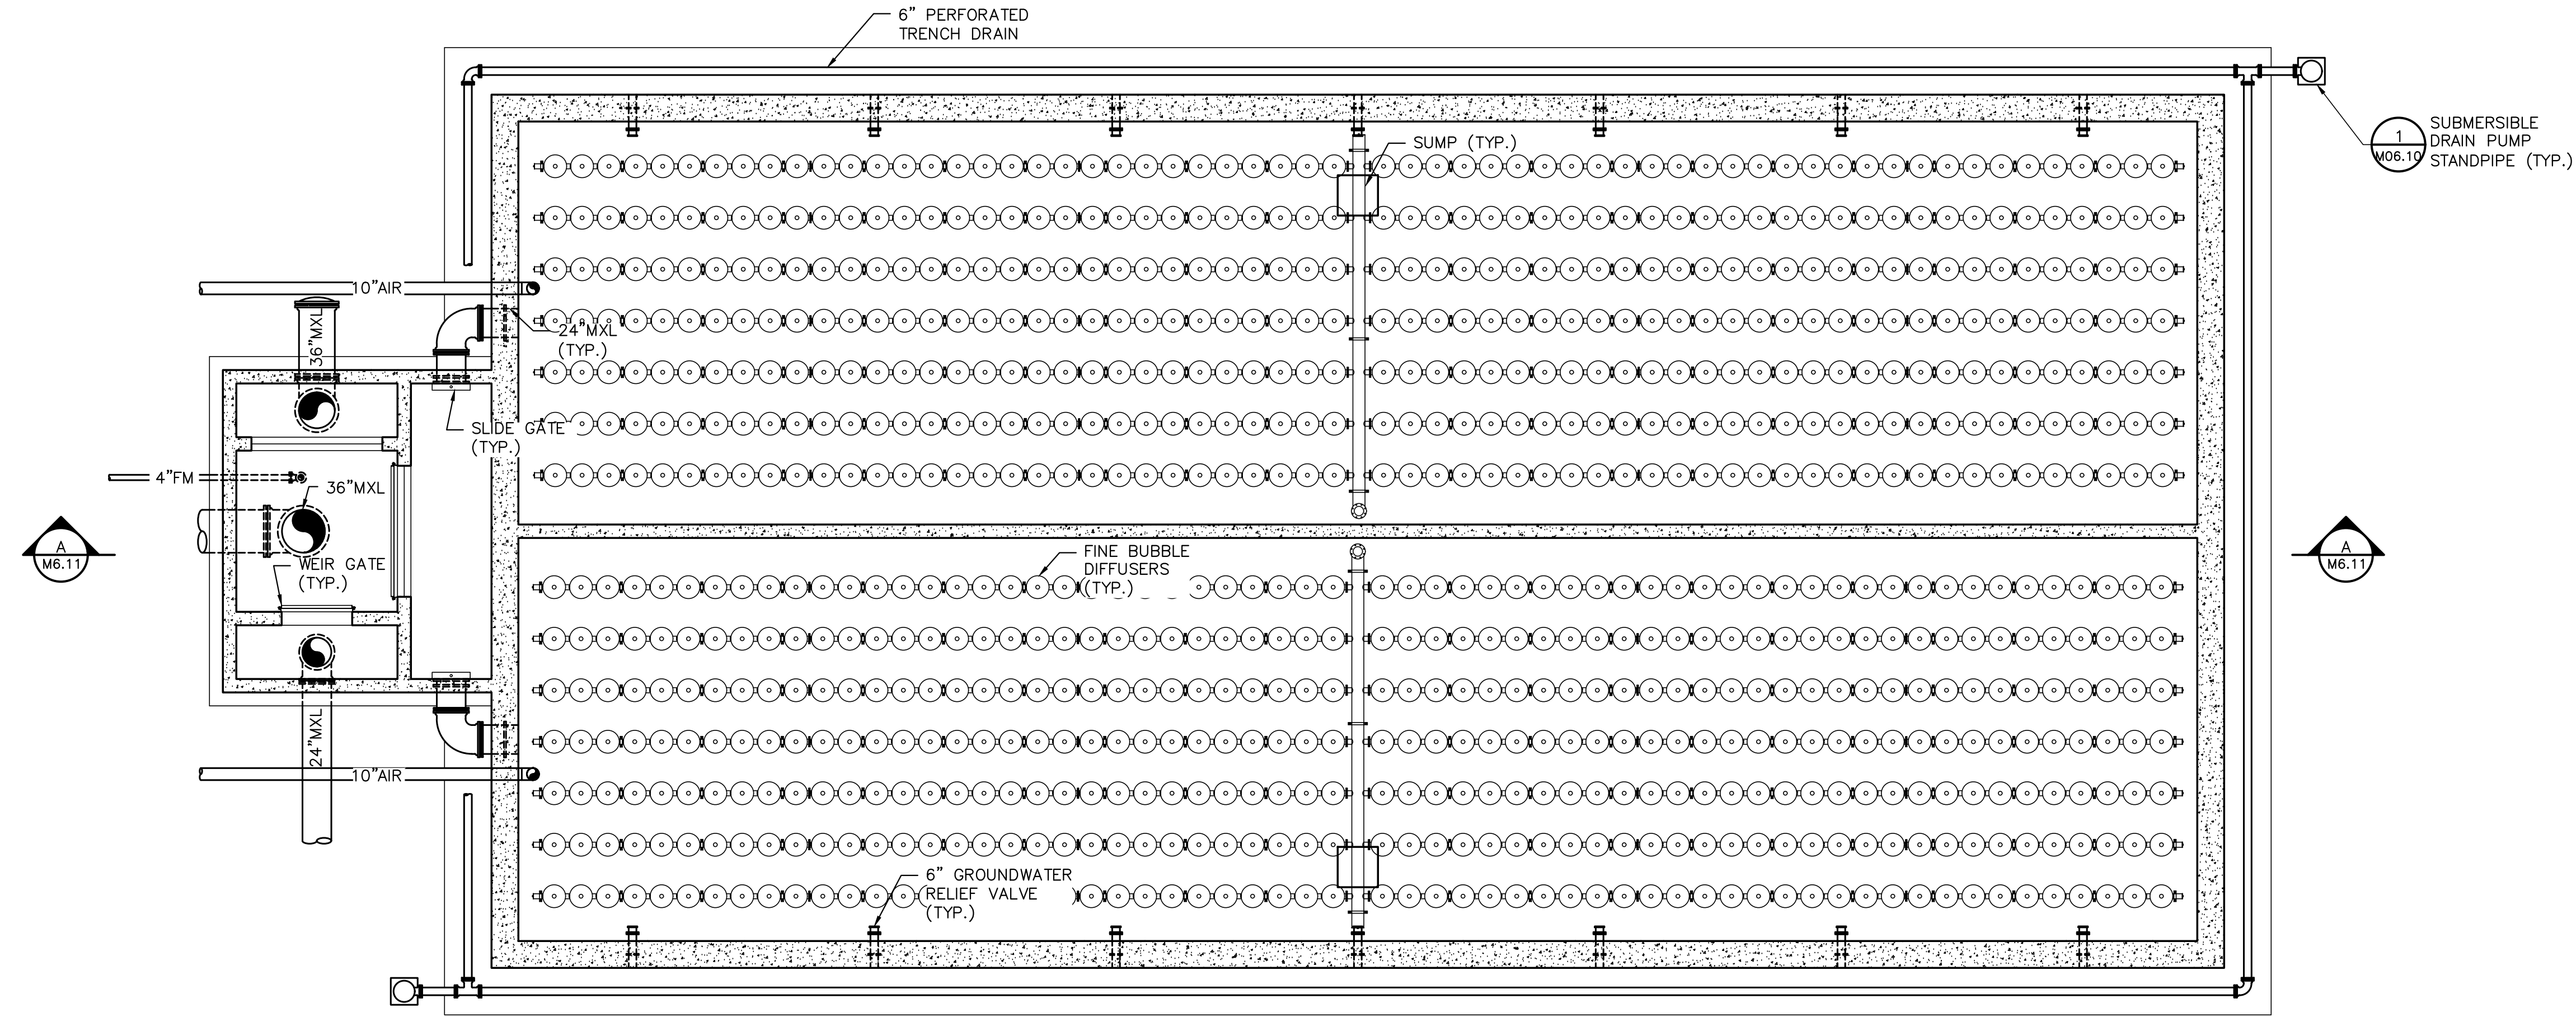 6" PERFORATED
TRENCH DRAIN
1
M06.10
SUBMERSIBLE
DRAIN PUMP
STANDPIPE (TYP.)
SUMP (TYP.)
10"AIR
36"MXL
24"MXL
(TYP.)
SLIDE GATE
(TYP.)
4"FM
36"MXL
A
M6.11
WEIR GATE
(TYP.)
FINE BUBBLE
DIFFUSERS
(TYP.)
A
M6.11
24"MXL
10"AIR
6" GROUNDWATER
RELIEF VALVE
(TYP.)